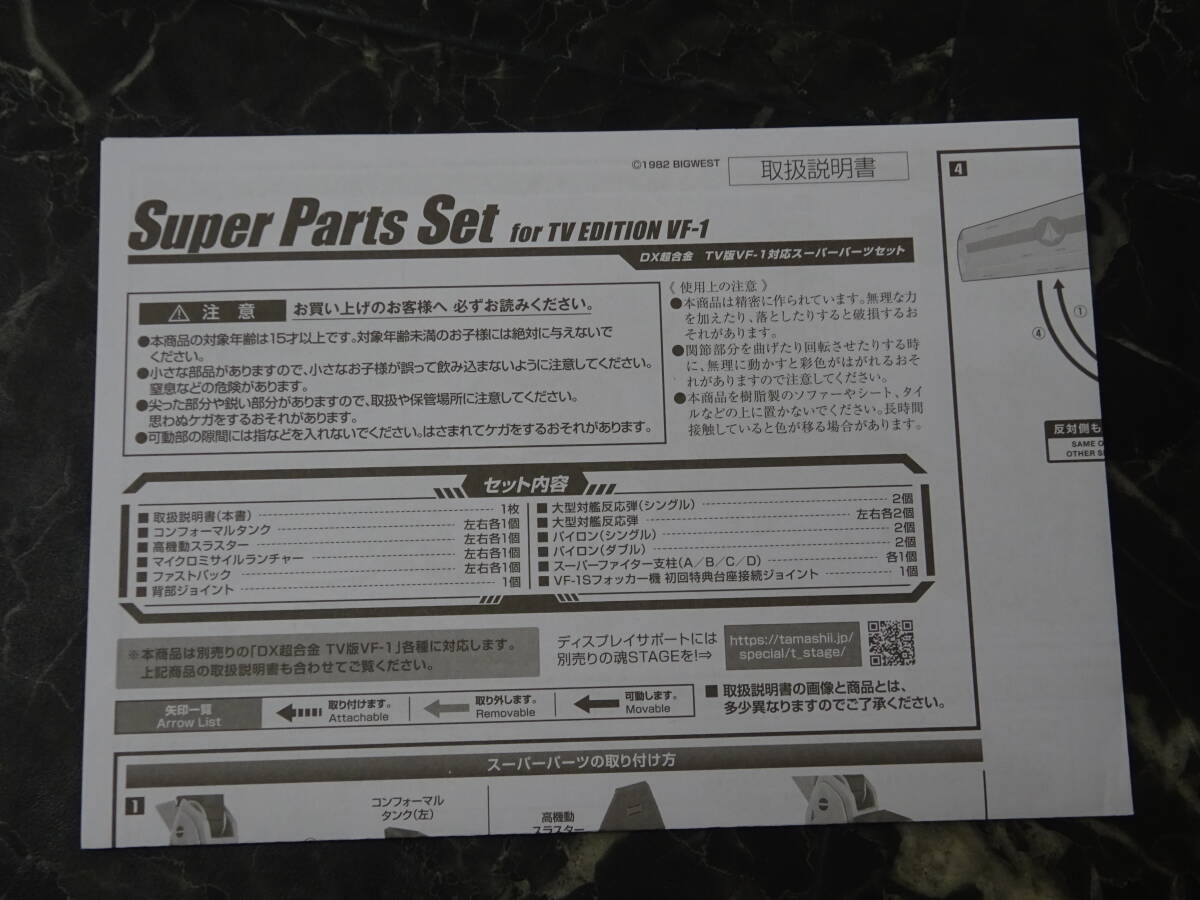 ©1982 BIGWEST
取扱説明書
Super Parts Set for TV EDITION VF-1
DX超合金 TV版VF-1対応スーパーパーツセット
注意 お買い上げのお客様へ 必ずお読みください。
●本商品の対象年齢は15才以上です。対象年齢未満のお子様には絶対に与えないで
ください。
●小さな部品がありますので、小さなお子様が誤って飲み込まないように注意してください。
窒息などの危険があります。
●尖った部分や鋭い部分がありますので、取扱や保管場所に注意してください。
思わぬケガをするおそれがあります。
●可動部の隙間には指などを入れないでください。はさまれてケガをするおそれがあります。
《使用上の注意》
●本商品は精密に作られています。無理な力
を加えたり、落としたりすると破損するお
それがあります。
●関節部分を曲げたり回転させたりする時
に、無理に動かすと彩色がはがれるおそ
れがありますので注意してください。
●本商品を樹脂製のソファーやシート、タイ
ルなどの上に置かないでください。長時間
接触していると色が移る場合があります。
セット内容
■取扱説明書(本書) 1枚
■コンフォーマルタンク 左右各1個
■高機動スラスター 左右各1個
■マイクロミサイルランチャー 左右各1個
■ファストパック 左右各1個
■背部ジョイント 1個
■大型対艦反応弾(シングル) 2個
■大型対艦反応弾 左右各2個
■パイロン(シングル) 2個
■パイロン(ダブル) 2個
■スーパーファイター支柱(A/B/C/D) 各1個
■VF-1Sフォッカー機 初回特典台座接続ジョイント 1個
※本商品は別売りの「DX超合金 TV版VF-1」各種に対応します。
上記商品の取扱説明書も合わせてご覧ください。
ディスプレイサポートには
別売りの魂STAGEを!⇒
https://tamashii.jp/
special/t_stage/
矢印一覧
Arrow List
取り付けます。
Attachable
取り外します。
Removable
可動します。
Movable
■取扱説明書の画像と商品とは、
多少異なりますのでご了承ください。
スーパーパーツの取り付け方
1
コンフォーマル
タンク(左)
高機動
スラスター
4
①
④
反対側も
SAME O
OTHER S